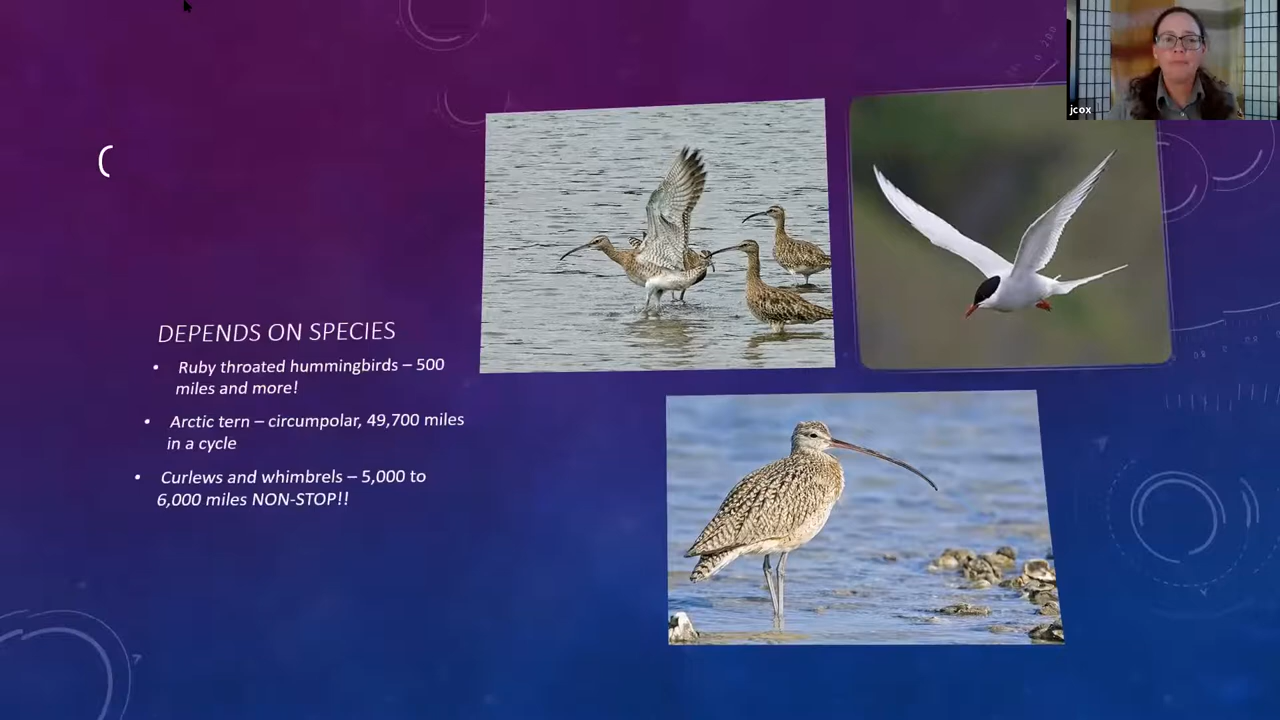 jcox
DEPENDS ON SPECIES
• Ruby throated hummingbirds – 500
miles and more!
• Arctic tern – circumpolar, 49,700 miles
in a cycle
• Curlews and whimbrels – 5,000 to
6,000 miles NON-STOP!!